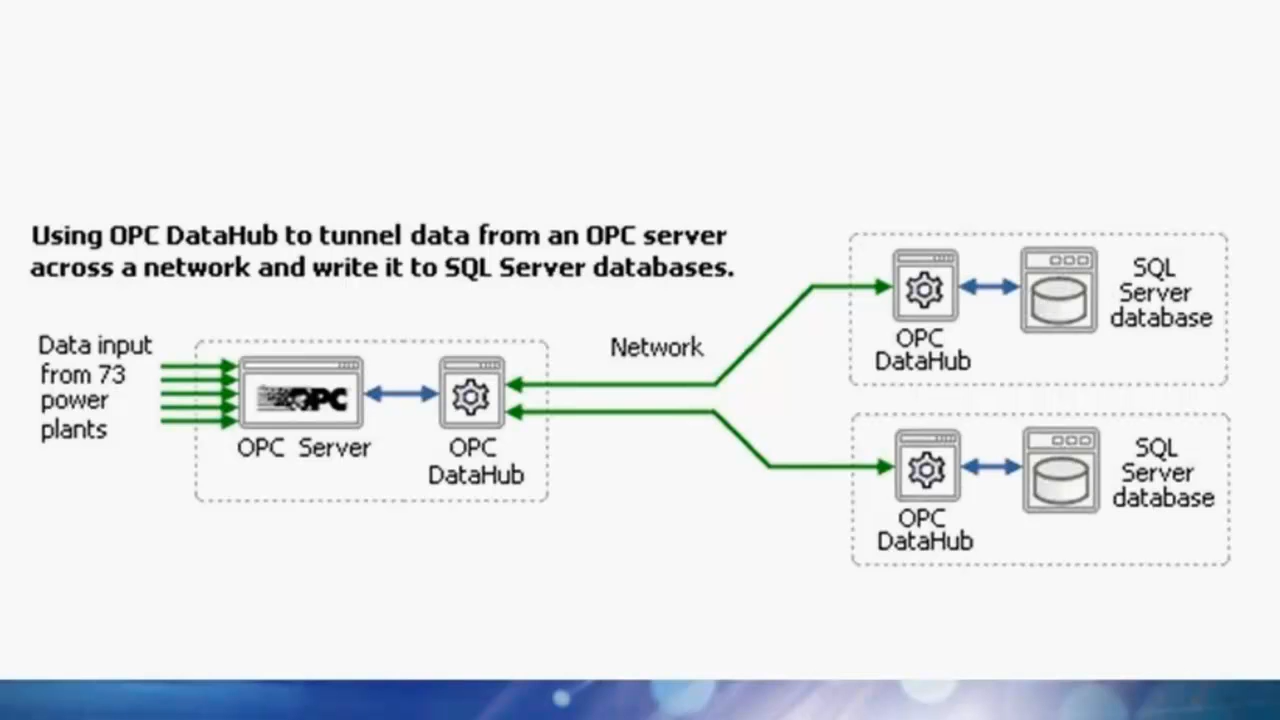 Using OPC DataHub to tunnel data from an OPC server
across a network and write it to SQL Server databases.
Data input
from 73
power
plants
OPC
OPC Server
OPC
DataHub
Network
OPC
DataHub
SQL
Server
database
OPC
DataHub
SQL
Server
database